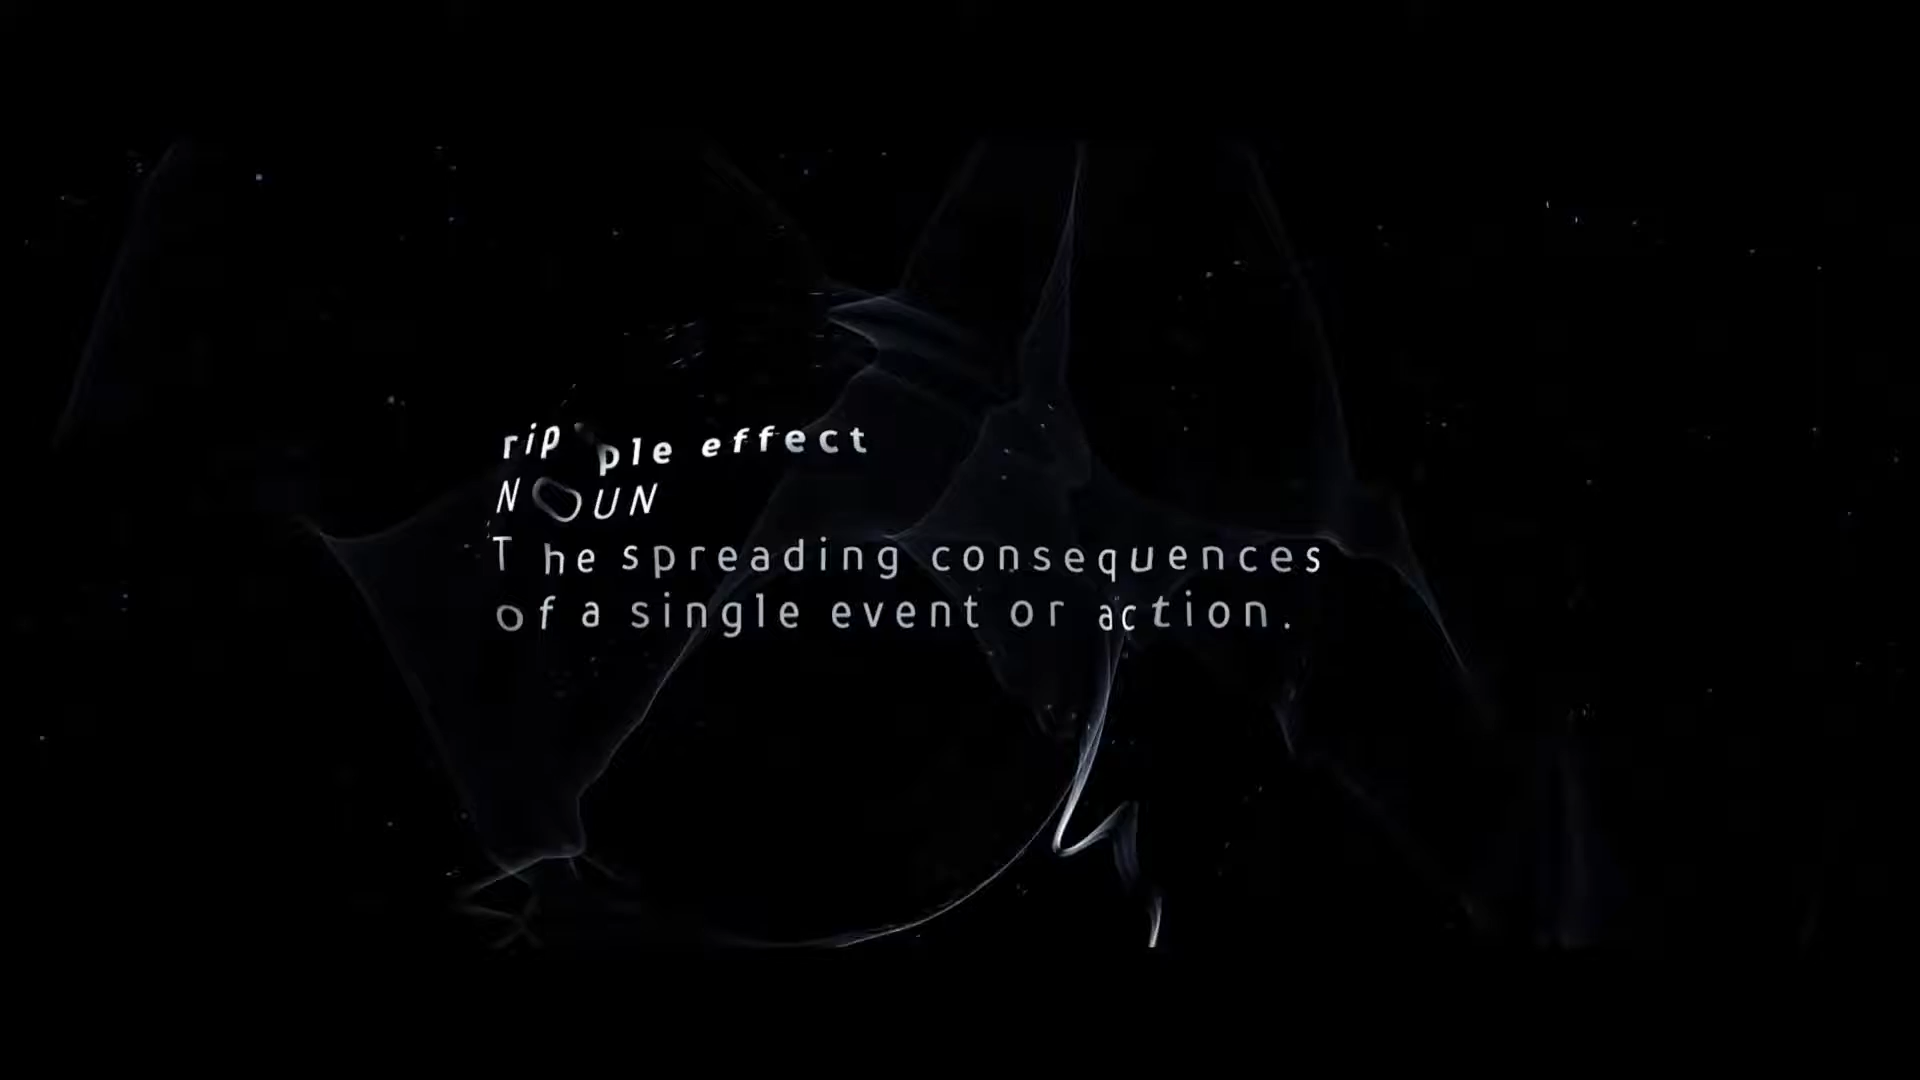 ripple effect
NOUN
The spreading consequences
of a single event or action.